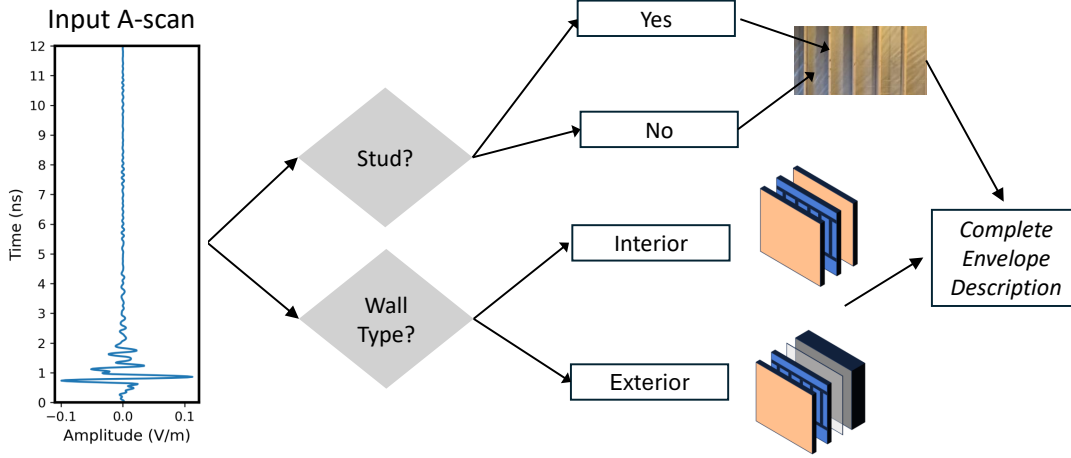 Input A-scan
12
11
10
9
8
7
6
5
4
3
2
1
0
Time (ns)
−0.1
0.0
0.1
Amplitude (V/m)
Stud?
Wall
Type?
Yes
No
Interior
Exterior
Complete
Envelope
Description